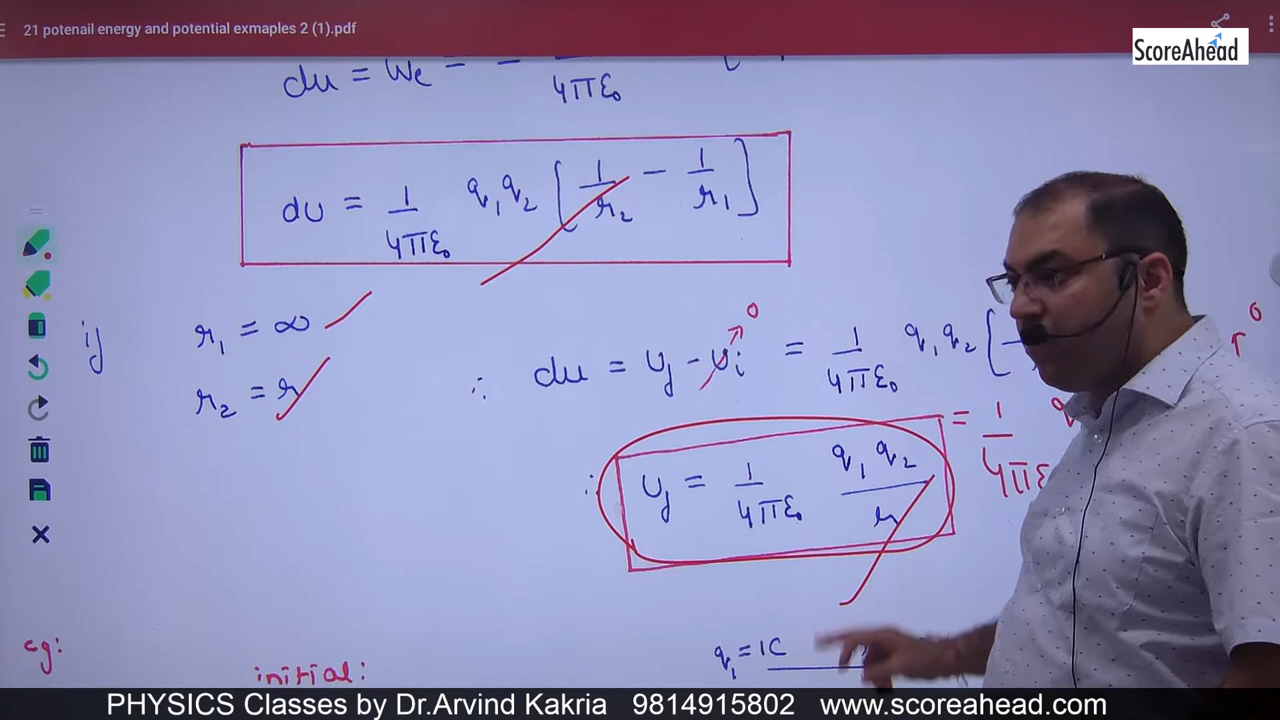 21 potenail energy and potential exmaples 2 (1).pdf
ScoreAhead
du = We = -
4πε₀
du = 1/4πε₀ q₁q₂ [1/r₂ - 1/r₁]
if r₁ = ∞
r₂ = r
∴ du = Uf - Ui 0 = 1/4πε₀ q₁q₂ [
= 1/4πε
∴ Uf = 1/4πε₀ q₁q₂/r
eg:
initial:
q₁ = 1C
PHYSICS Classes by Dr.Arvind Kakria 9814915802 www.scoreahead.com